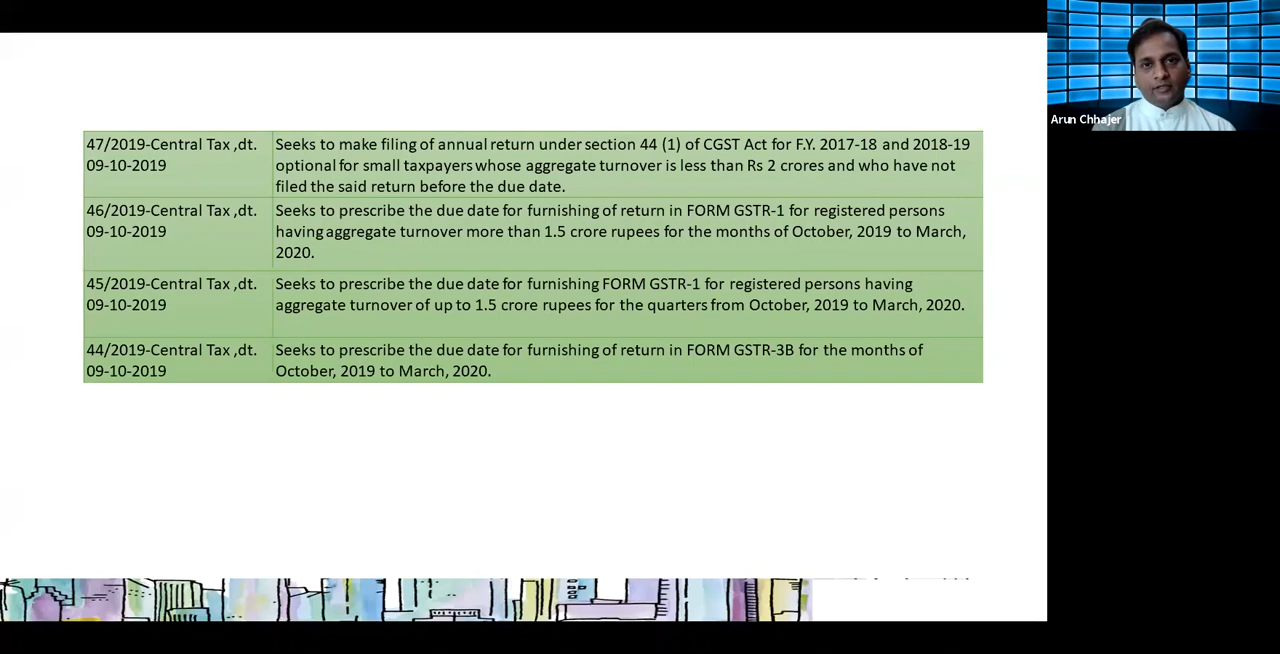 47/2019-Central Tax ,dt.
09-10-2019
Seeks to make filing of annual return under section 44 (1) of CGST Act for F.Y. 2017-18 and 2018-19
optional for small taxpayers whose aggregate turnover is less than Rs 2 crores and who have not
filed the said return before the due date.
46/2019-Central Tax ,dt.
09-10-2019
Seeks to prescribe the due date for furnishing of return in FORM GSTR-1 for registered persons
having aggregate turnover more than 1.5 crore rupees for the months of October, 2019 to March,
2020.
45/2019-Central Tax ,dt.
09-10-2019
Seeks to prescribe the due date for furnishing FORM GSTR-1 for registered persons having
aggregate turnover of up to 1.5 crore rupees for the quarters from October, 2019 to March, 2020.
44/2019-Central Tax ,dt.
09-10-2019
Seeks to prescribe the due date for furnishing of return in FORM GSTR-3B for the months of
October, 2019 to March, 2020.
Arun Chhajer